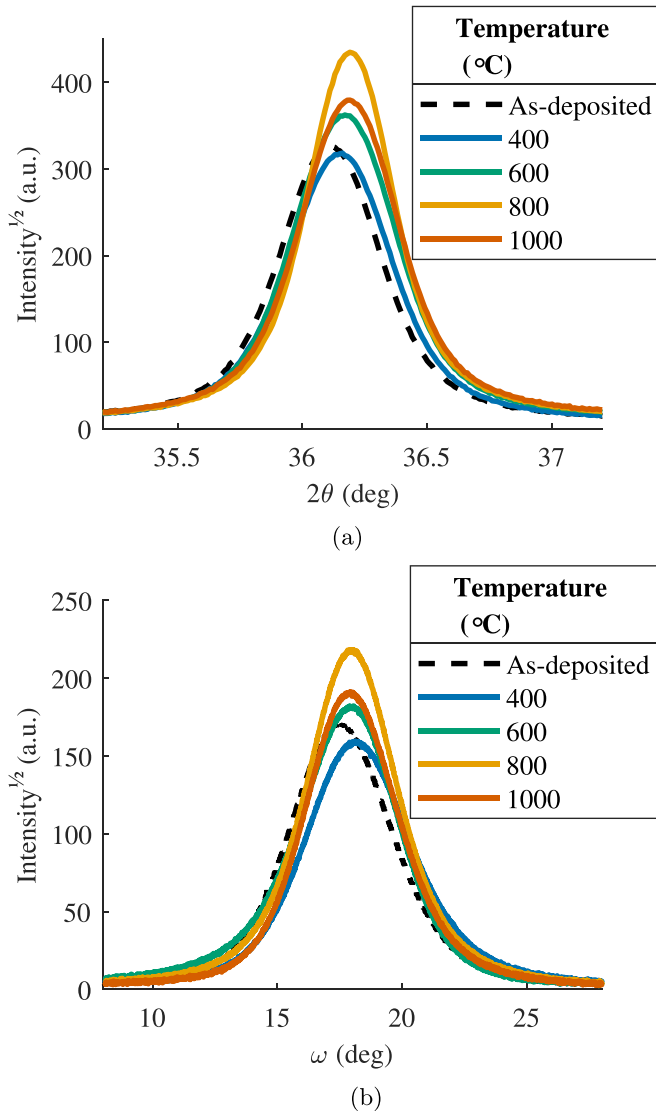 Temperature
(°C)
As-deposited
400
600
800
1000
400
300
200
100
0
Intensity½ (a.u.)
35.5 36 36.5 37
2θ (deg)
(a)
Temperature
(°C)
As-deposited
400
600
800
1000
250
200
150
100
50
0
Intensity½ (a.u.)
10 15 20 25
ω (deg)
(b)